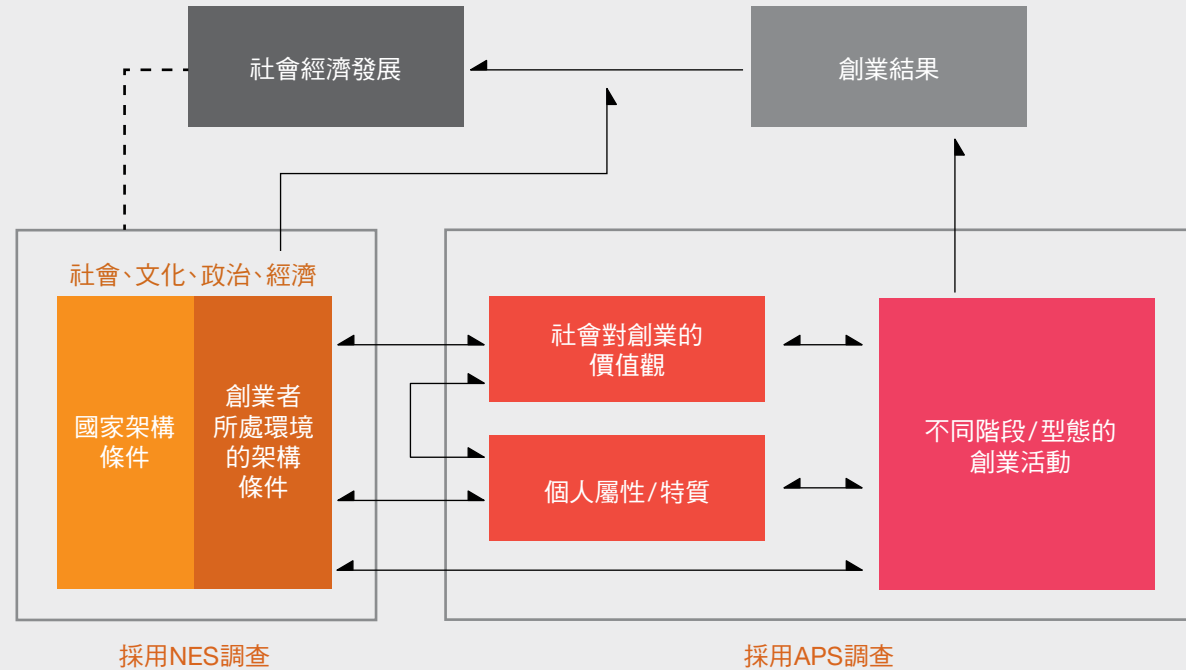 社會經濟發展
創業結果
社會、文化、政治、經濟
國家架構
條件
創業者
所處環境
的架構
條件
社會對創業的
價值觀
個人屬性/特質
不同階段/型態的
創業活動
採用NES調查
採用APS調查